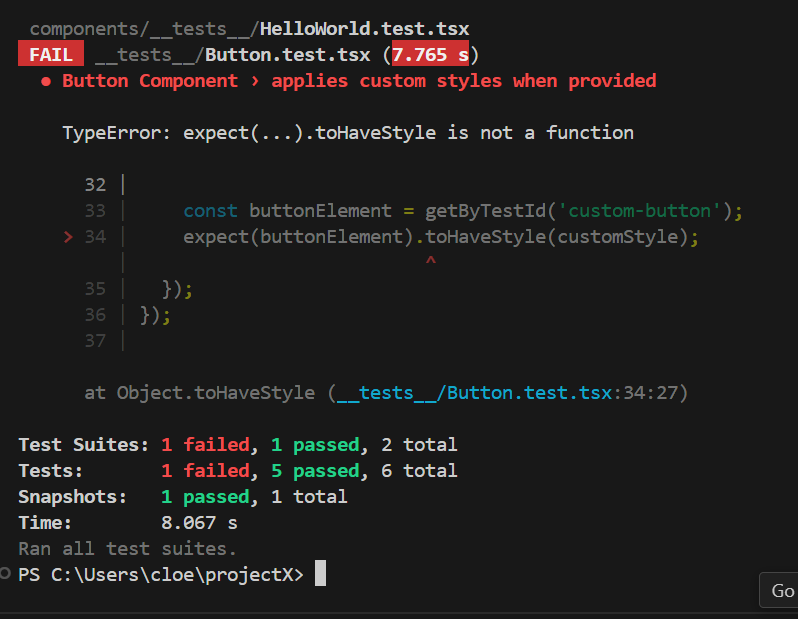 components/__tests__/HelloWorld.test.tsx
FAIL __tests__/Button.test.tsx (7.765 s)
● Button Component › applies custom styles when provided
TypeError: expect(...).toHaveStyle is not a function
32 |
33 | const buttonElement = getByTestId('custom-button');
> 34 | expect(buttonElement).toHaveStyle(customStyle);
| ^
35 | });
36 | });
37 |
at Object.toHaveStyle (__tests__/Button.test.tsx:34:27)
Test Suites: 1 failed, 1 passed, 2 total
Tests: 1 failed, 5 passed, 6 total
Snapshots: 1 passed, 1 total
Time: 8.067 s
Ran all test suites.
PS C:\Users\cloe\projectX>
Go